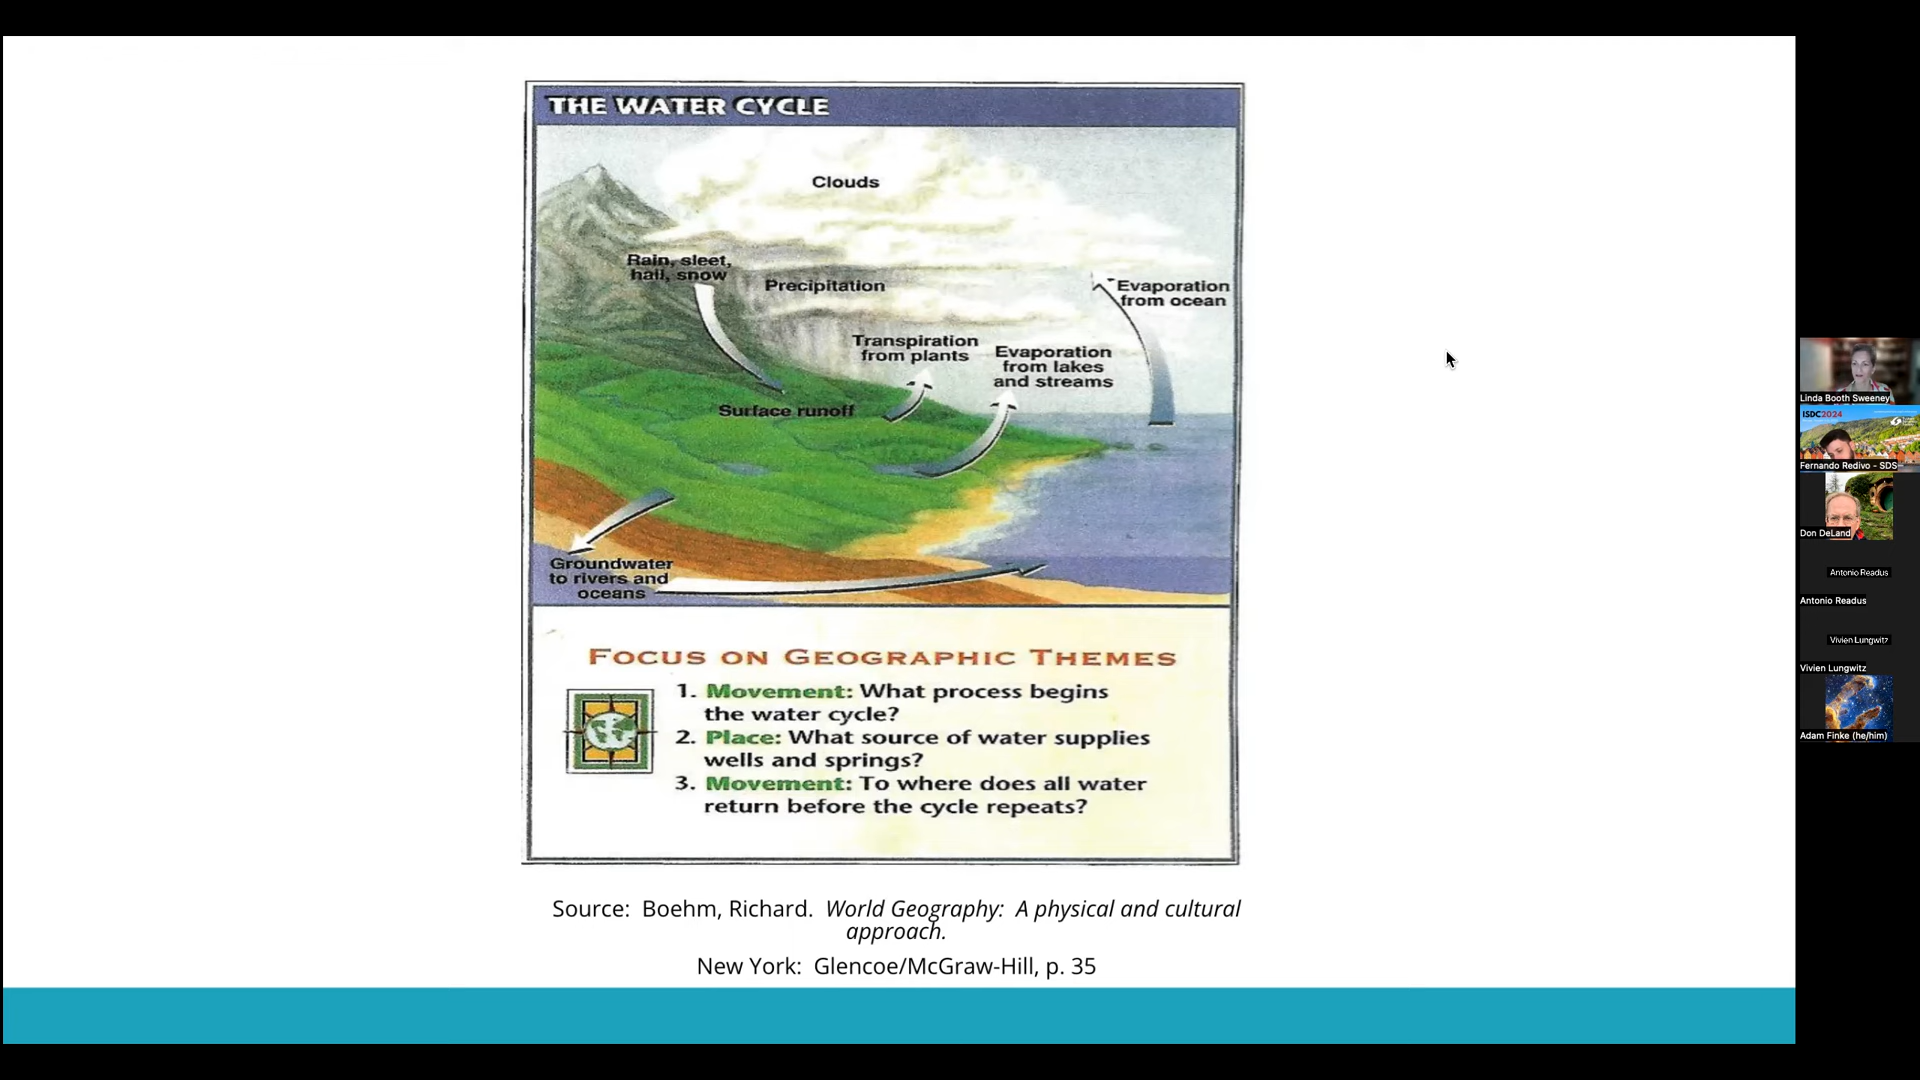 THE WATER CYCLE
Clouds
Rain, sleet,
hail, snow
Precipitation
Evaporation
from ocean
Transpiration
from plants
Evaporation
from lakes
and streams
Surface runoff
Groundwater
to rivers and
oceans
FOCUS ON GEOGRAPHIC THEMES
1. Movement: What process begins
the water cycle?
2. Place: What source of water supplies
wells and springs?
3. Movement: To where does all water
return before the cycle repeats?
Source: Boehm, Richard. World Geography: A physical and cultural
approach.
New York: Glencoe/McGraw-Hill, p. 35
Linda Booth Sweeney
ISDC2024
Fernando Redivo - SDS
Don DeLand
Antonio Readus
Antonio Readus
Vivien Lungwitz
Vivien Lungwitz
Adam Finke (he/him)